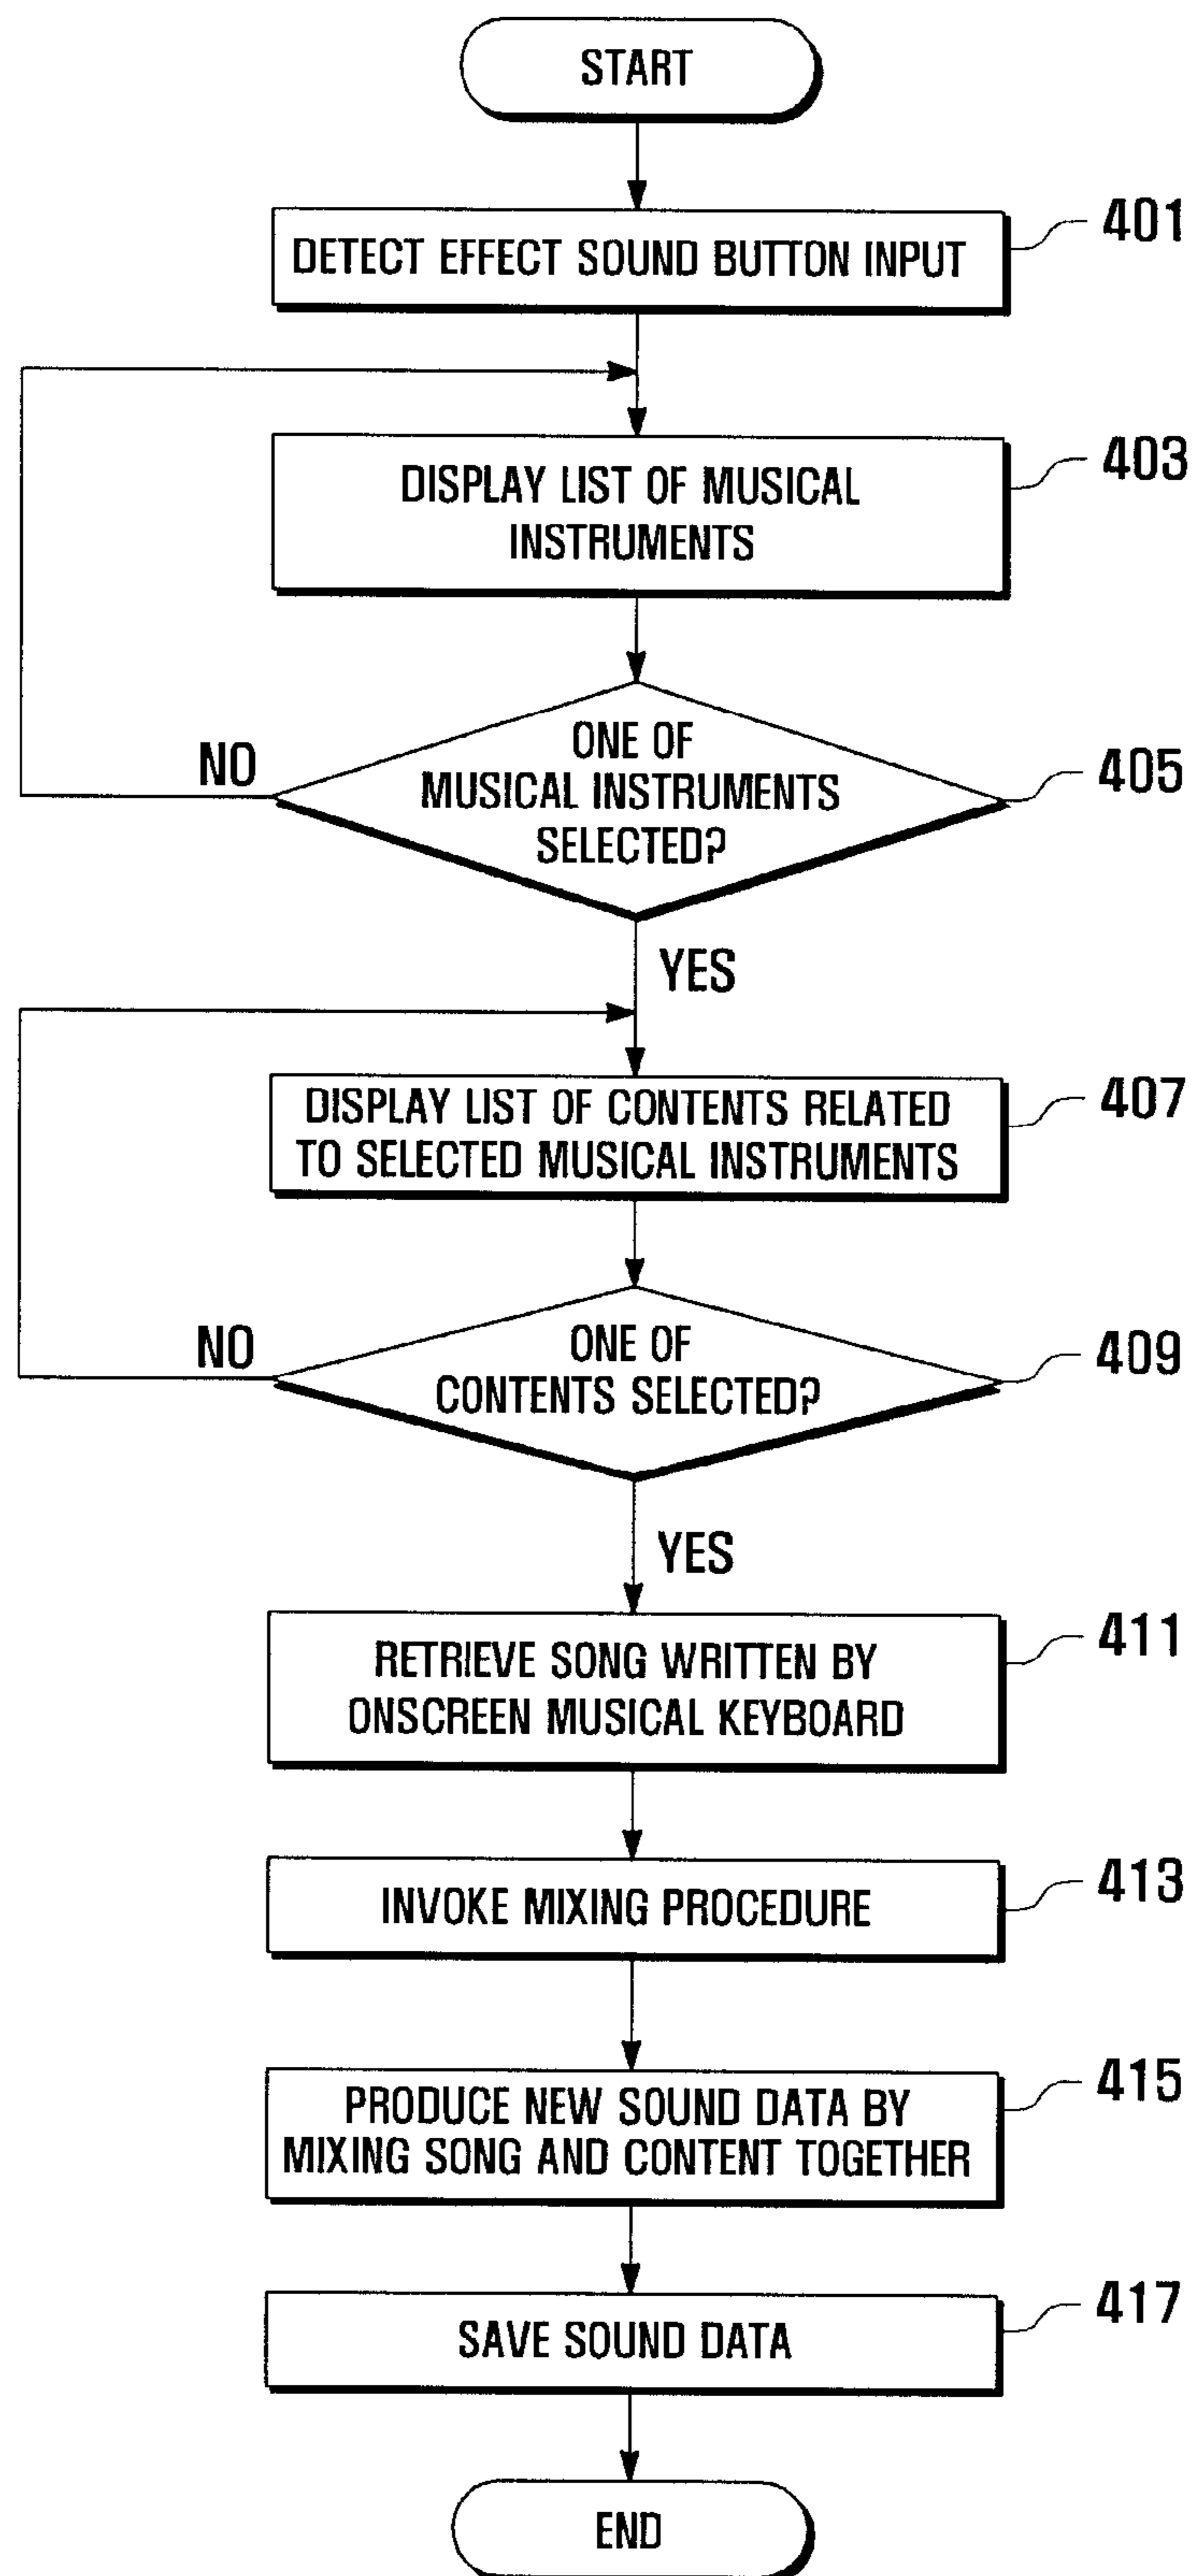 START
DETECT EFFECT SOUND BUTTON INPUT
401
DISPLAY LIST OF MUSICAL
INSTRUMENTS
403
ONE OF
MUSICAL INSTRUMENTS
SELECTED?
405
NO
YES
DISPLAY LIST OF CONTENTS RELATED
TO SELECTED MUSICAL INSTRUMENTS
407
ONE OF
CONTENTS SELECTED?
409
NO
YES
RETRIEVE SONG WRITTEN BY
ONSCREEN MUSICAL KEYBOARD
411
INVOKE MIXING PROCEDURE
413
PRODUCE NEW SOUND DATA BY
MIXING SONG AND CONTENT TOGETHER
415
SAVE SOUND DATA
417
END